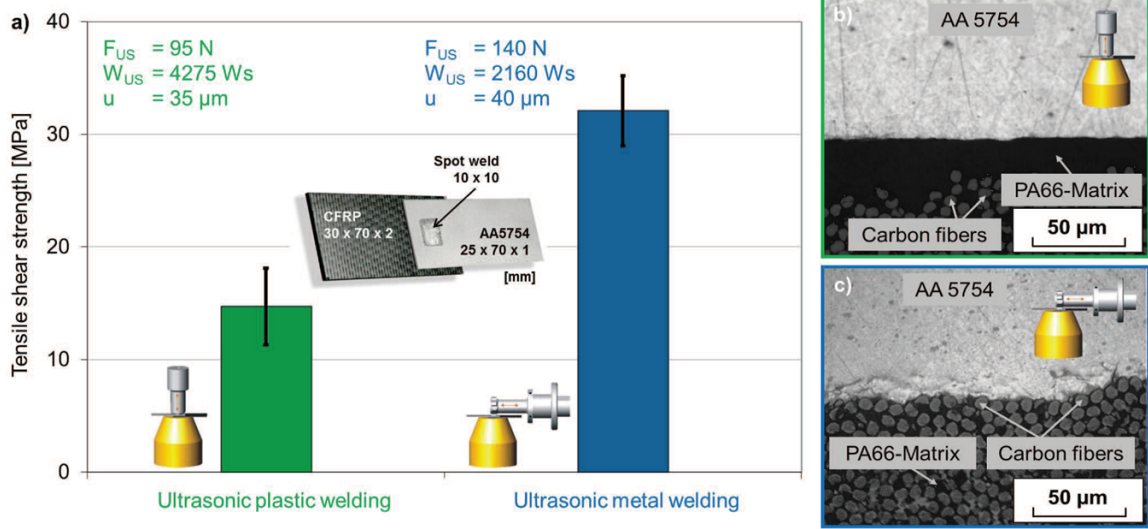 a)
40
30
20
10
0
Tensile shear strength [MPa]
F_US = 95 N
W_US = 4275 Ws
u = 35 µm
F_US = 140 N
W_US = 2160 Ws
u = 40 µm
Spot weld
10 x 10
CFRP
30 x 70 x 2
AA5754
25 x 70 x 1
[mm]
Ultrasonic plastic welding
Ultrasonic metal welding
b)
AA 5754
PA66-Matrix
Carbon fibers
50 µm
c)
AA 5754
PA66-Matrix
Carbon fibers
50 µm